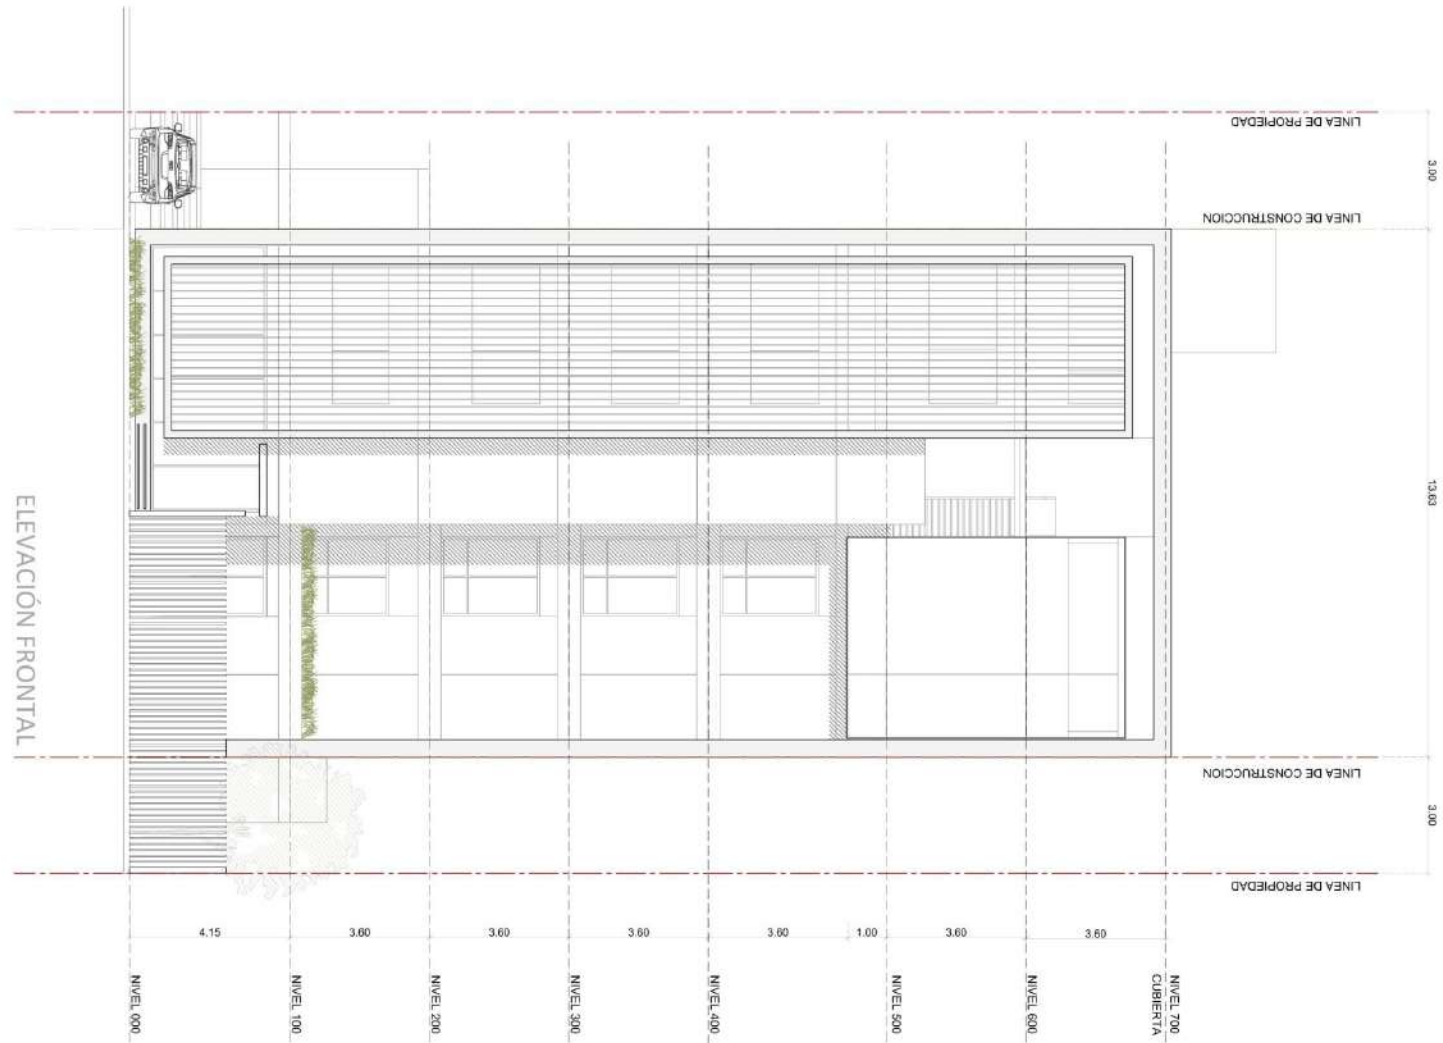 LINEA DE PROPIEDAD
LINEA DE CONSTRUCCION
LINEA DE CONSTRUCCION
LINEA DE PROPIEDAD
3.00
13.63
3.00
NIVEL 700
CUBIERTA
3.60
NIVEL 600
3.60
NIVEL 500
1.00
3.60
NIVEL 400
3.60
NIVEL 300
3.60
NIVEL 200
3.60
NIVEL 100
4.15
NIVEL 000
ELEVACIÓN FRONTAL